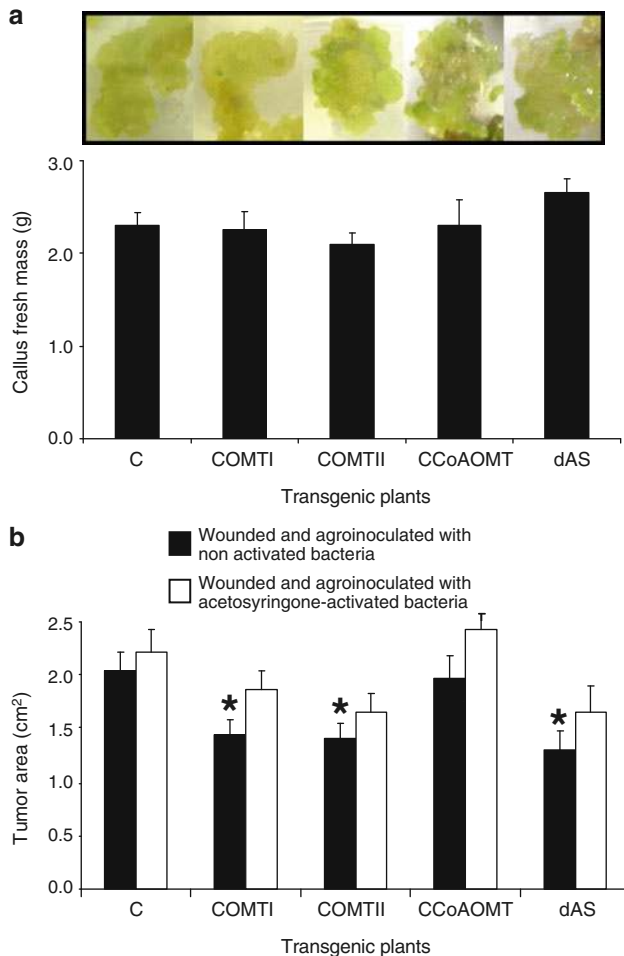 a
Callus fresh mass (g)
3.0
2.0
1.0
0.0
C COMTI COMTII CCoAOMT dAS
Transgenic plants
b
Wounded and agroinoculated with
non activated bacteria
Wounded and agroinoculated with
acetosyringone-activated bacteria
Tumor area (cm²)
2.5
2.0
1.5
1.0
0.5
0.0
* * *
C COMTI COMTII CCoAOMT dAS
Transgenic plants